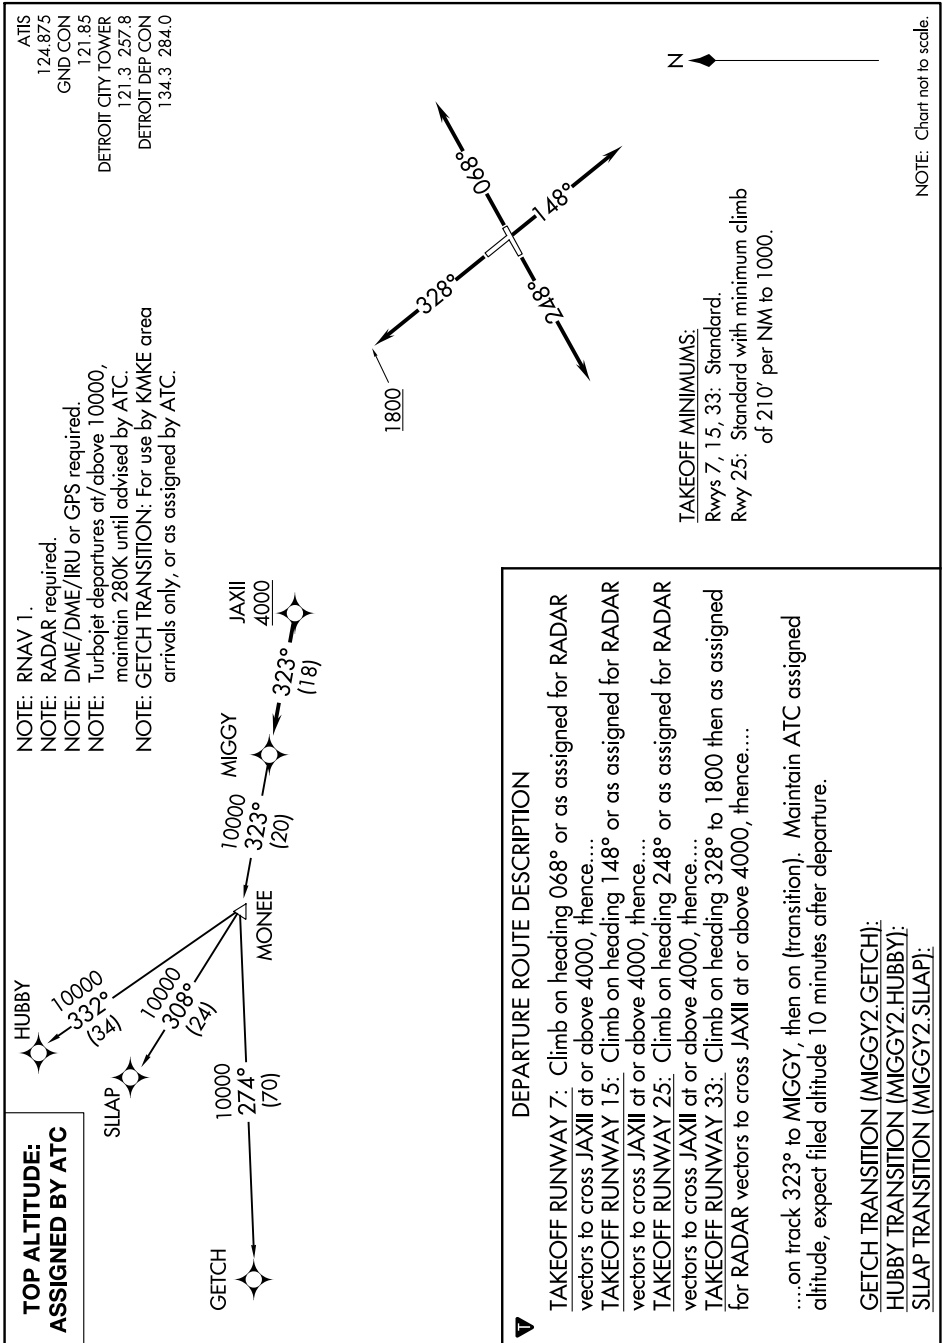 TOP ALTITUDE:
ASSIGNED BY ATC
NOTE: RNAV 1.
NOTE: RADAR required.
NOTE: DME/DME/IRU or GPS required.
NOTE: Turbojet departures at/above 10000,
maintain 280K until advised by ATC.
NOTE: GETCH TRANSITION: For use by KMKE area
arrivals only, or as assigned by ATC.
ATIS
124.875
GND CON
121.85
DETROIT CITY TOWER
121.3 257.8
DETROIT DEP CON
134.3 284.0
HUBBY
10000
332°
(34)
SLLAP
10000
308°
(24)
GETCH
10000
274°
(70)
MONEE
10000
323°
(20)
MIGGY
323°
(18)
JAXII
4000
1800
328°
068°
248°
148°
N
TAKEOFF MINIMUMS:
Rwys 7, 15, 33: Standard.
Rwy 25: Standard with minimum climb
of 210' per NM to 1000.
NOTE: Chart not to scale.
T
DEPARTURE ROUTE DESCRIPTION
TAKEOFF RUNWAY 7: Climb on heading 068° or as assigned for RADAR
vectors to cross JAXII at or above 4000, thence....
TAKEOFF RUNWAY 15: Climb on heading 148° or as assigned for RADAR
vectors to cross JAXII at or above 4000, thence....
TAKEOFF RUNWAY 25: Climb on heading 248° or as assigned for RADAR
vectors to cross JAXII at or above 4000, thence....
TAKEOFF RUNWAY 33: Climb on heading 328° to 1800 then as assigned
for RADAR vectors to cross JAXII at or above 4000, thence....
....on track 323° to MIGGY, then on (transition). Maintain ATC assigned
altitude, expect filed altitude 10 minutes after departure.
GETCH TRANSITION (MIGGY2.GETCH):
HUBBY TRANSITION (MIGGY2.HUBBY):
SLLAP TRANSITION (MIGGY2.SLLAP):